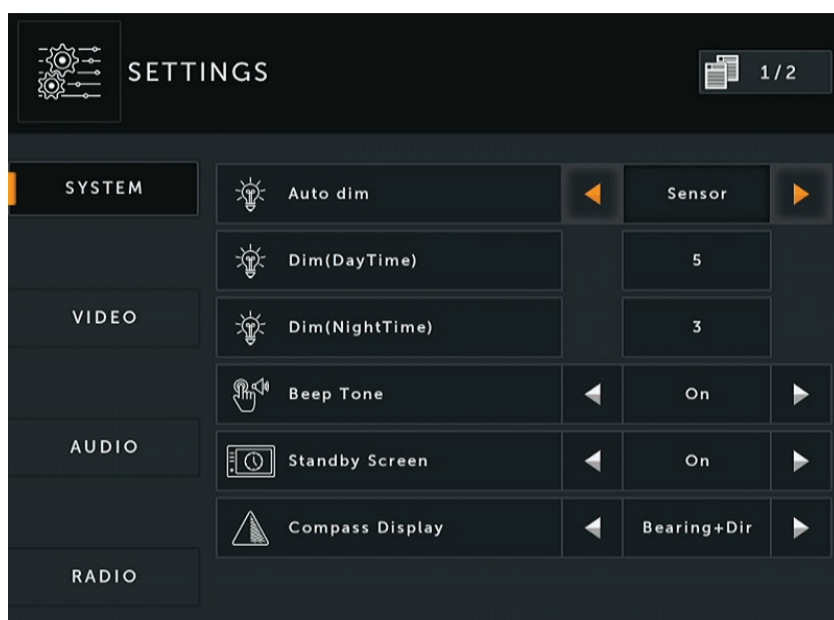 SETTINGS
1/2
SYSTEM
VIDEO
AUDIO
RADIO
Auto dim
Sensor
Dim(DayTime)
5
Dim(NightTime)
3
Beep Tone
On
Standby Screen
On
Compass Display
Bearing+Dir